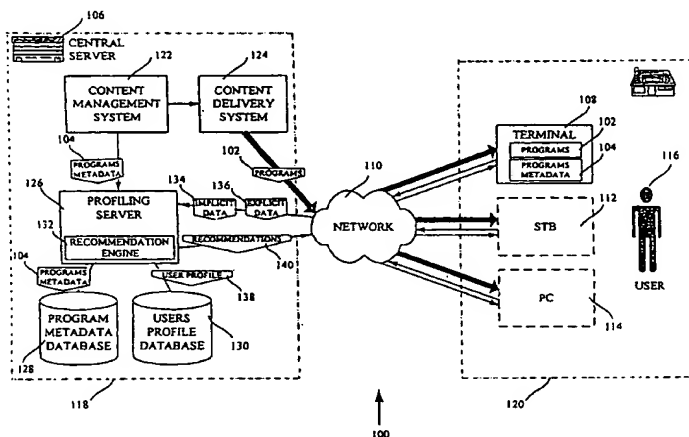 106
CENTRAL
SERVER
122
CONTENT
MANAGEMENT
SYSTEM
124
CONTENT
DELIVERY
SYSTEM
104
PROGRAMS
METADATA
102
PROGRAMS
126
PROFILING
SERVER
134
IMPLICIT
DATA
136
EXPLICIT
DATA
132
RECOMMENDATION
ENGINE
RECOMMENDATIONS
140
104
PROGRAMS
METADATA
USER PROFILE
138
PROGRAM
METADATA
DATABASE
128
USERS
PROFILE
DATABASE
130
118
110
NETWORK
108
TERMINAL
102
PROGRAMS
104
PROGRAMS
METADATA
112
STB
PC
114
116
USER
120
100